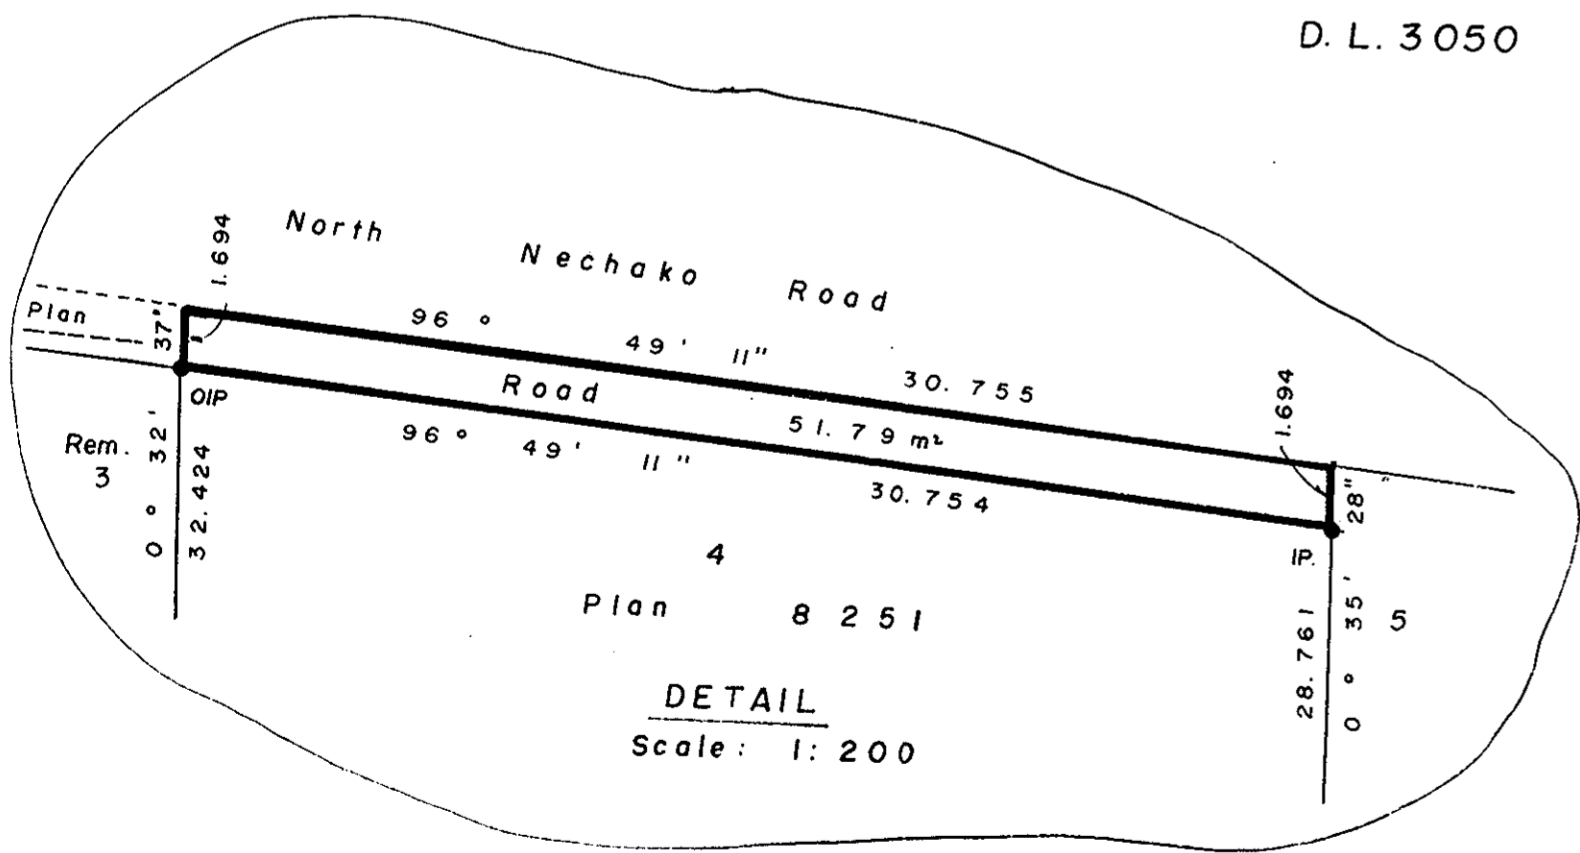 D. L. 3050
North Nechako Road
1.694
Plan
37"
96° 49' 11"
30.755
Road
51.79 m²
1.694
OIP
96° 49' 11"
30.754
28"
Rem.
3
0° 32'
32.424
4
Plan 8251
IP.
28.761
0° 35'
5
DETAIL
Scale: 1:200